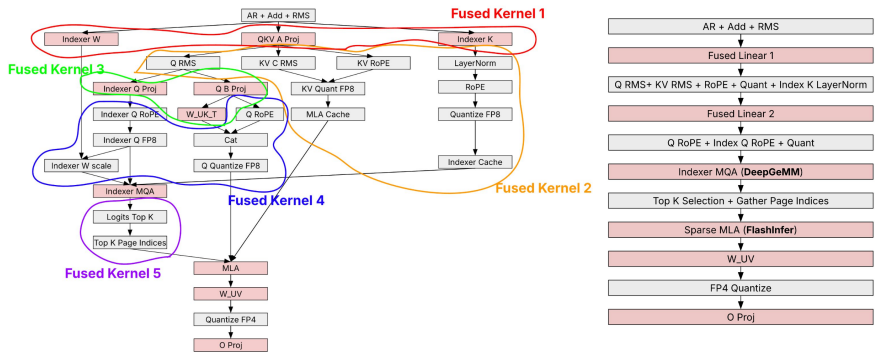 AR + Add + RMS
Fused Kernel 1
Indexer W
QKV A Proj
Indexer K
Q RMS
KV C RMS
KV RoPE
LayerNorm
Fused Kernel 3
Indexer Q Proj
Q B Proj
KV Quant FP8
RoPE
Indexer Q RoPE
W_UK_T
Q RoPE
MLA Cache
Quantize FP8
Indexer Q FP8
Cat
Indexer W scale
Q Quantize FP8
Indexer Cache
Indexer MQA
Fused Kernel 4
Fused Kernel 2
Logits Top K
Top K Page Indices
Fused Kernel 5
MLA
W_UV
Quantize FP4
O Proj
AR + Add + RMS
Fused Linear 1
Q RMS+ KV RMS + RoPE + Quant + Index K LayerNorm
Fused Linear 2
Q RoPE + Index Q RoPE + Quant
Indexer MQA (DeepGeMM)
Top K Selection + Gather Page Indices
Sparse MLA (FlashInfer)
W_UV
FP4 Quantize
O Proj